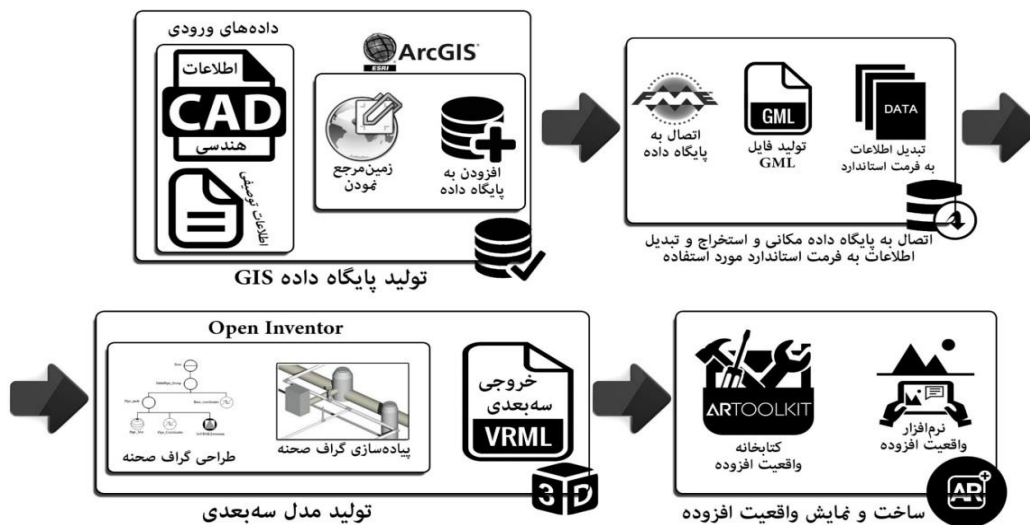 داده‌های ورودی
اطلاعات
CAD
هندسی
اطلاعات توصیفی
ArcGIS
ESRI
زمین‌مرجع
نمودن
افزودن به
پایگاه داده
تولید پایگاه داده GIS
FME
اتصال به
پایگاه داده
GML
تولید فایل
GML
DATA
تبدیل اطلاعات
به فرمت استاندارد
اتصال به پایگاه داده مکانی و استخراج و تبدیل
اطلاعات به فرمت استاندارد مورد استفاده
Open Inventor
طراحی گراف صحنه
پیاده‌سازی گراف صحنه
خروجی
سه‌بعدی
VRML
3D
تولید مدل سه‌بعدی
ARTOOLKIT
کتابخانه
واقعیت افزوده
نرم‌افزار
واقعیت افزوده
AR+
ساخت و نمایش واقعیت افزوده